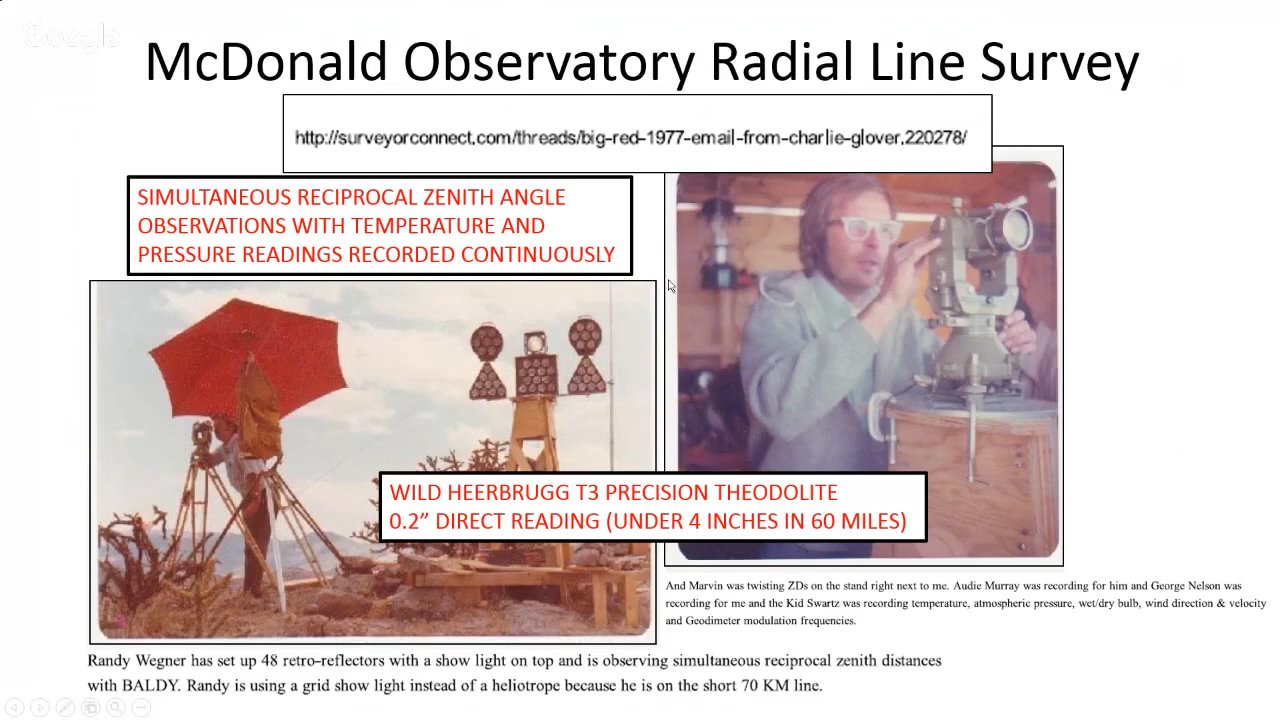 Google
McDonald Observatory Radial Line Survey
http://surveyorconnect.com/threads/big-red-1977-email-from-charlie-glover.220278/
SIMULTANEOUS RECIPROCAL ZENITH ANGLE
OBSERVATIONS WITH TEMPERATURE AND
PRESSURE READINGS RECORDED CONTINUOUSLY
WILD HEERBRUGG T3 PRECISION THEODOLITE
0.2” DIRECT READING (UNDER 4 INCHES IN 60 MILES)
And Marvin was twisting ZDs on the stand right next to me. Audie Murray was recording for him and George Nelson was
recording for me and the Kid Swartz was recording temperature, atmospheric pressure, wet/dry bulb, wind direction & velocity
and Geodimeter modulation frequencies.
Randy Wegner has set up 48 retro-reflectors with a show light on top and is observing simultaneous reciprocal zenith distances
with BALDY. Randy is using a grid show light instead of a heliotrope because he is on the short 70 KM line.